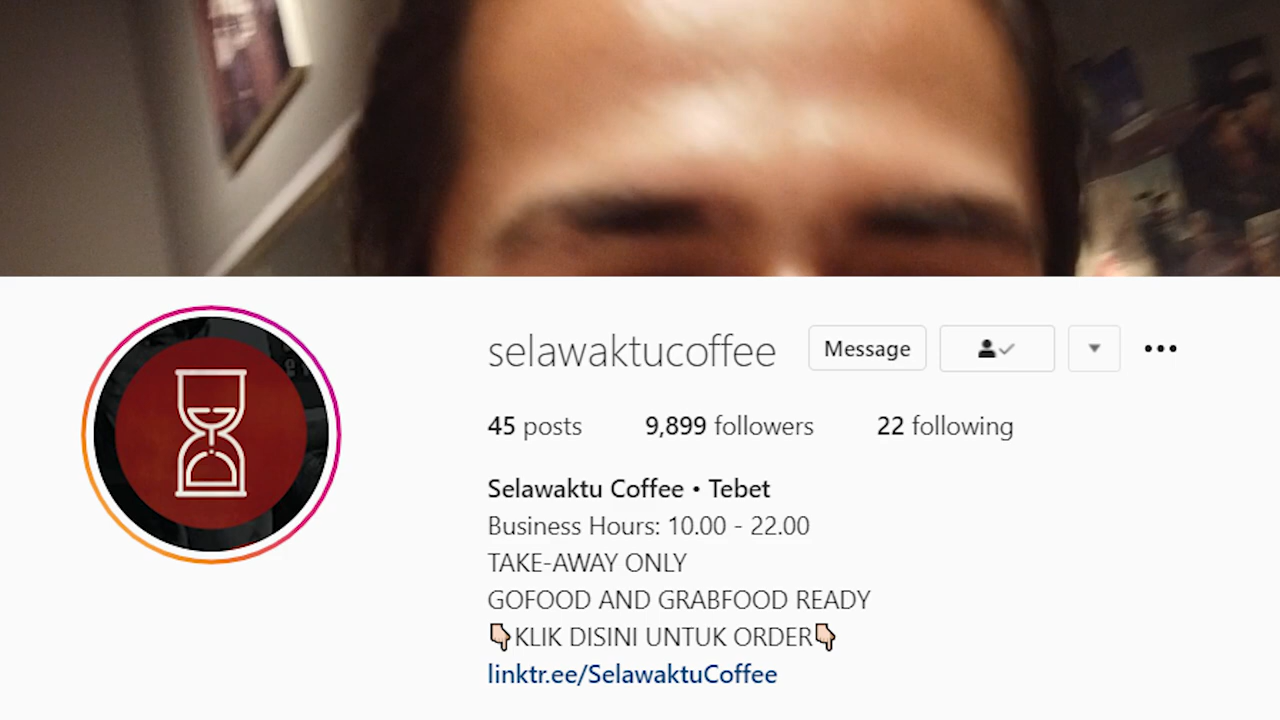 selawaktucoffee Message
45 posts 9,899 followers 22 following
Selawaktu Coffee • Tebet
Business Hours: 10.00 - 22.00
TAKE-AWAY ONLY
GOFOOD AND GRABFOOD READY
👇🏻KLIK DISINI UNTUK ORDER👇🏻
linktr.ee/SelawaktuCoffee